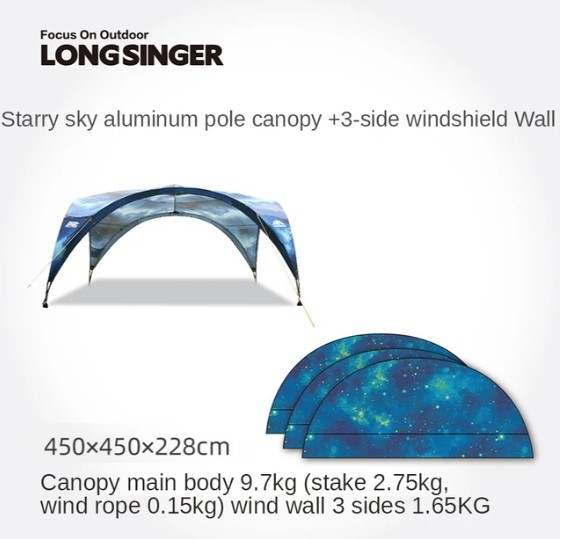 Focus On Outdoor
LONGSINGER
Starry sky aluminum pole canopy +3-side windshield Wall
450×450×228cm
Canopy main body 9.7kg (stake 2.75kg,
wind rope 0.15kg) wind wall 3 sides 1.65KG